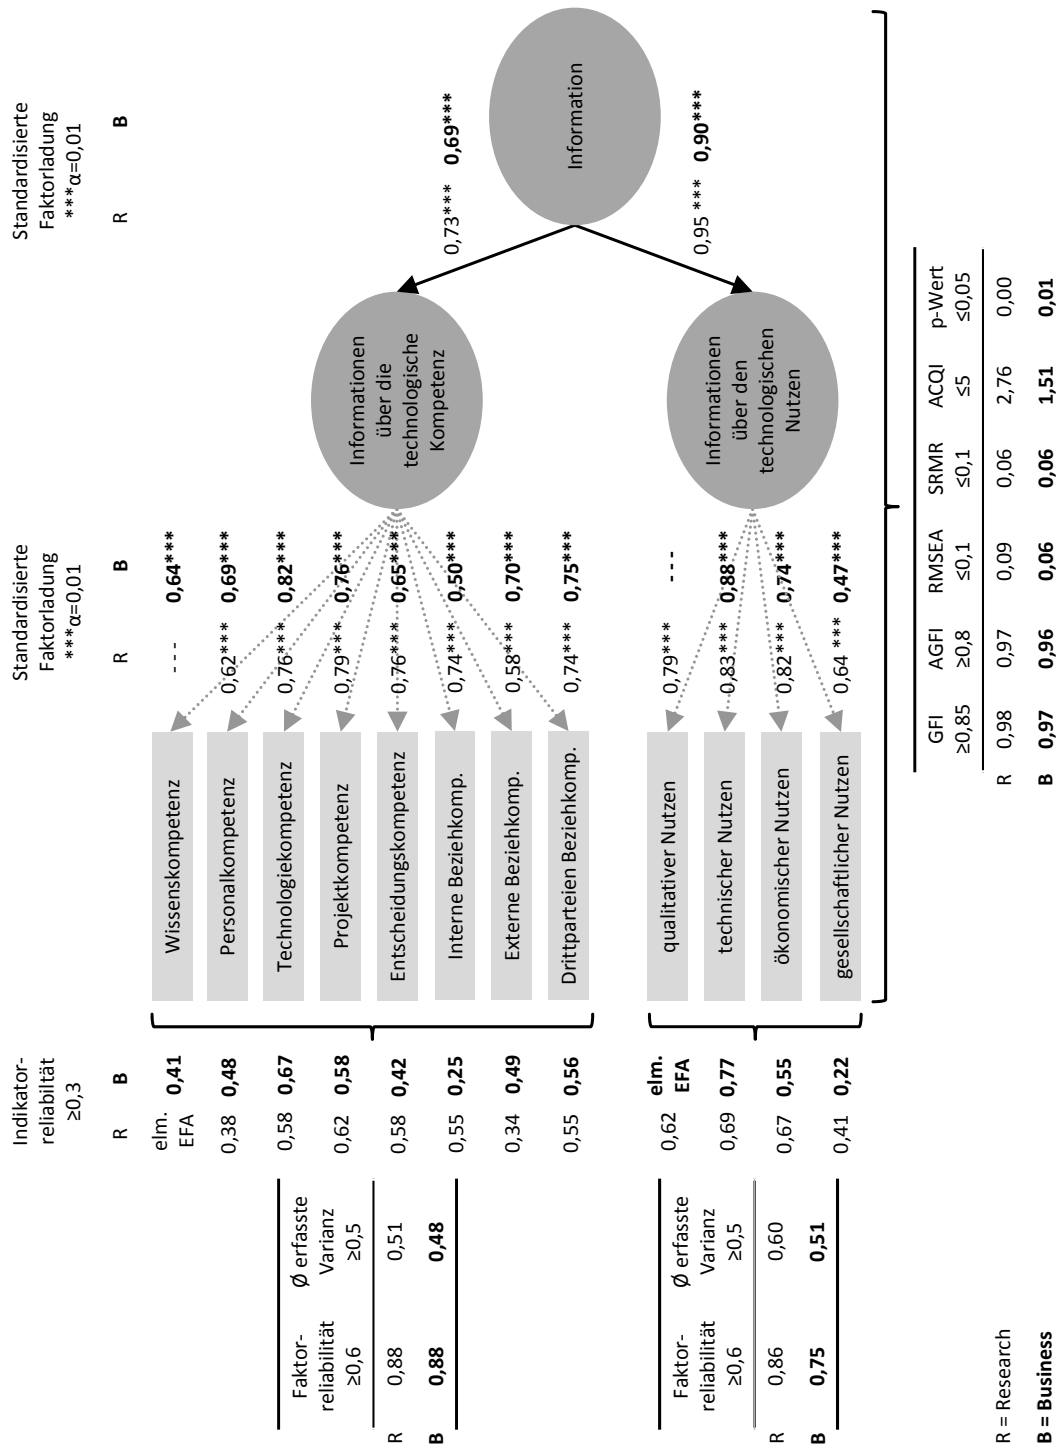 Indikator-
reliabiltät
≥0,3
R B
Standardisierte
Faktorladung
***α=0,01
R B
Standardisierte
Faktorladung
***α=0,01
R B
elm.
EFA 0,41 Wissenskompetenz - - - 0,64***
0,38 0,48 Personalkompetenz 0,62*** 0,69***
0,58 0,67 Technologiekompetenz 0,76*** 0,82***
0,62 0,58 Projektkompetenz 0,79*** 0,76***
0,58 0,42 Entscheidungskompetenz 0,76*** 0,65***
0,55 0,25 Interne Beziehkomp. 0,74*** 0,50***
0,34 0,49 Externe Beziehkomp. 0,58*** 0,70***
0,55 0,56 Drittparteien Beziehkomp. 0,74*** 0,75***
Faktor-
reliabilität
≥0,6
Ø erfasste
Varianz
≥0,5
R 0,88 0,51
B 0,88 0,48
Informationen
über die
technologische
Kompetenz
0,73*** 0,69***
Information
0,95 *** 0,90***
0,62 elm.
EFA qualitativer Nutzen 0,79*** - - -
0,69 0,77 technischer Nutzen 0,83*** 0,88***
0,67 0,55 ökonomischer Nutzen 0,82*** 0,74***
0,41 0,22 gesellschaftlicher Nutzen 0,64 *** 0,47***
Faktor-
reliabilität
≥0,6
Ø erfasste
Varianz
≥0,5
R 0,86 0,60
B 0,75 0,51
Informationen
über den
technologischen
Nutzen
GFI AGFI RMSEA SRMR ACQI p-Wert
≥0,85 ≥0,8 ≤0,1 ≤0,1 ≤5 ≤0,05
R 0,98 0,97 0,09 0,06 2,76 0,00
B 0,97 0,96 0,06 0,06 1,51 0,01
R = Research
B = Business